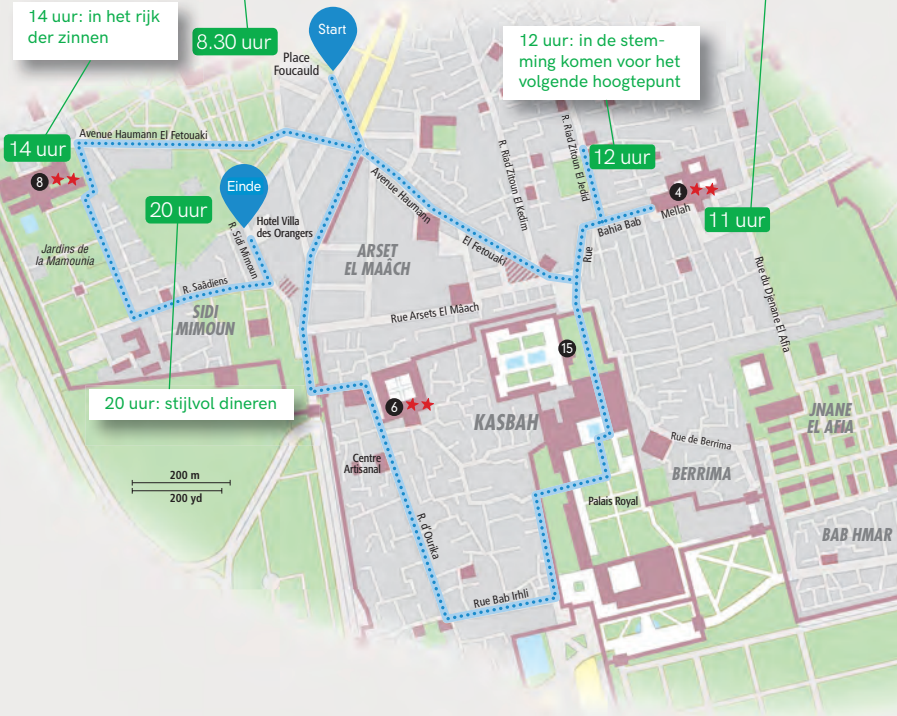 14 uur: in het rijk
der zinnen
8.30 uur
Start
Place
Foucauld
12 uur: in de stem-
ming komen voor het
volgende hoogtepunt
Avenue Haumann El Fetouaki
14 uur
8
Einde
20 uur
Hotel Villa
des Orangers
R. Sidi Mimoun
Jardins de
la Mamounia
R. Saâdiens
SIDI
MIMOUN
ARSET
EL MAÂCH
Avenue Haumann
El Fetouaki
R. Riad Zitoun El Kedim
R. Riad Zitoun El Jedid
12 uur
4
11 uur
Rue
Bahia Bab
Mellah
Rue du Djenane El Afia
Rue Arsets El Mâach
15
20 uur: stijlvol dineren
6
KASBAH
JNANE
EL AFIA
Rue de Berrima
BERRIMA
Centre
Artisanal
200 m
200 yd
Palais Royal
R. d'Ourika
BAB HMAR
Rue Bab Irhli